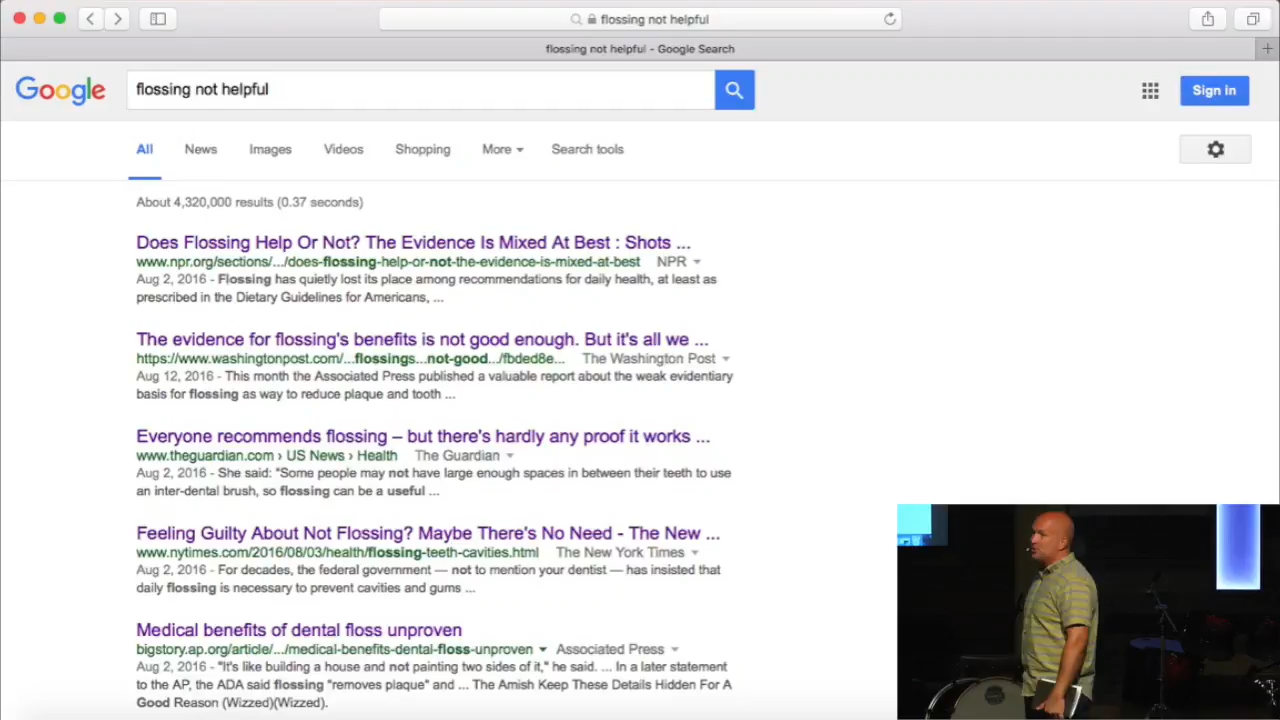 flossing not helpful
flossing not helpful - Google Search
Google
flossing not helpful
Sign in
All News Images Videos Shopping More Search tools
About 4,320,000 results (0.37 seconds)
Does Flossing Help Or Not? The Evidence Is Mixed At Best : Shots ...
www.npr.org/sections/.../does-flossing-help-or-not-the-evidence-is-mixed-at-best NPR
Aug 2, 2016 - Flossing has quietly lost its place among recommendations for daily health, at least as
prescribed in the Dietary Guidelines for Americans, ...
The evidence for flossing's benefits is not good enough. But it's all we ...
https://www.washingtonpost.com/...flossings...not-good.../fbded8e... The Washington Post
Aug 12, 2016 - This month the Associated Press published a valuable report about the weak evidentiary
basis for flossing as way to reduce plaque and tooth ...
Everyone recommends flossing – but there's hardly any proof it works ...
www.theguardian.com › US News › Health The Guardian
Aug 2, 2016 - She said: "Some people may not have large enough spaces in between their teeth to use
an inter-dental brush, so flossing can be a useful ...
Feeling Guilty About Not Flossing? Maybe There's No Need - The New ...
www.nytimes.com/2016/08/03/health/flossing-teeth-cavities.html The New York Times
Aug 2, 2016 - For decades, the federal government — not to mention your dentist — has insisted that
daily flossing is necessary to prevent cavities and gums ...
Medical benefits of dental floss unproven
bigstory.ap.org/article/.../medical-benefits-dental-floss-unproven Associated Press
Aug 2, 2016 - "It's like building a house and not painting two sides of it," he said. ... In a later statement
to the AP, the ADA said flossing "removes plaque" and ... The Amish Keep These Details Hidden For A
Good Reason (Wizzed)(Wizzed).